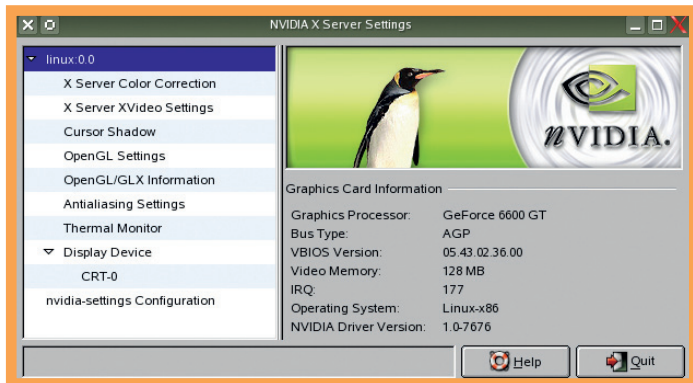 NVIDIA X Server Settings
linux:0.0
X Server Color Correction
X Server XVideo Settings
Cursor Shadow
OpenGL Settings
OpenGL/GLX Information
Antialiasing Settings
Thermal Monitor
Display Device
CRT-0
nvidia-settings Configuration
nVIDIA.
Graphics Card Information
Graphics Processor: GeForce 6600 GT
Bus Type: AGP
VBIOS Version: 05.43.02.36.00
Video Memory: 128 MB
IRQ: 177
Operating System: Linux-x86
NVIDIA Driver Version: 1.0-7676
Help
Quit